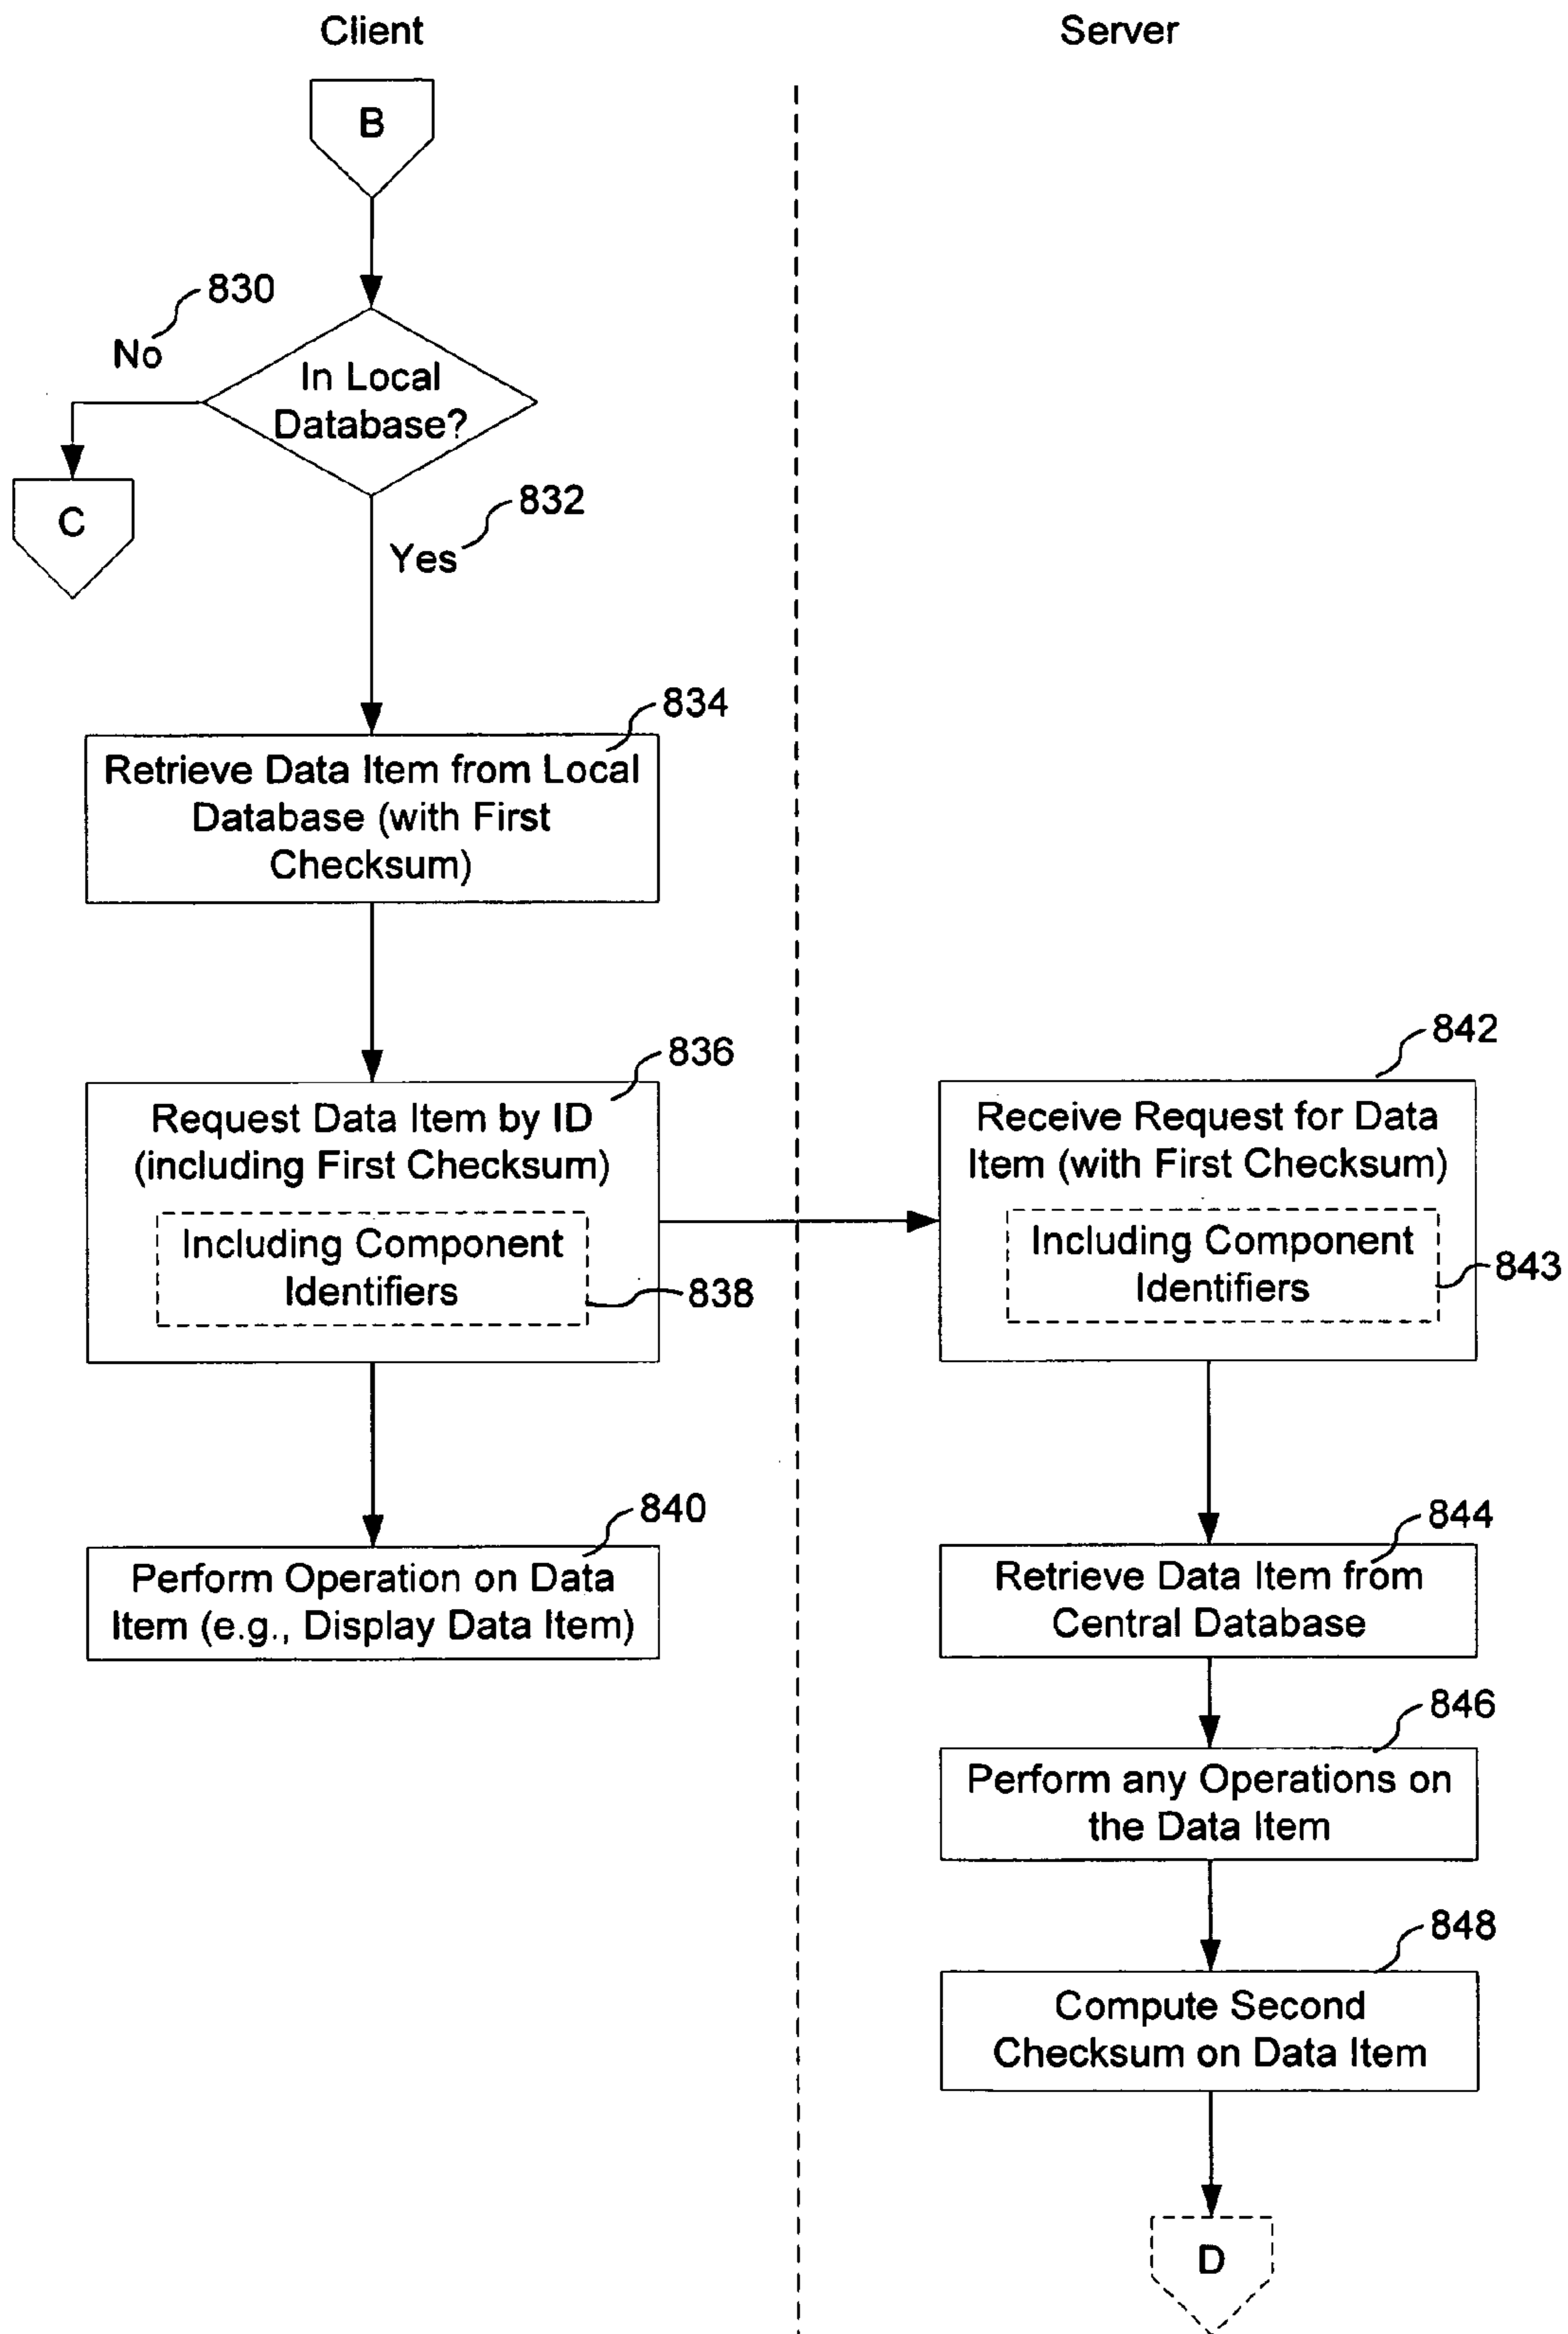 Client
Server
B
830
No
In Local
Database?
C
832
Yes
834
Retrieve Data Item from Local
Database (with First
Checksum)
836
Request Data Item by ID
(including First Checksum)
Including Component
Identifiers
838
842
Receive Request for Data
Item (with First Checksum)
Including Component
Identifiers
843
840
Perform Operation on Data
Item (e.g., Display Data Item)
844
Retrieve Data Item from
Central Database
846
Perform any Operations on
the Data Item
848
Compute Second
Checksum on Data Item
D